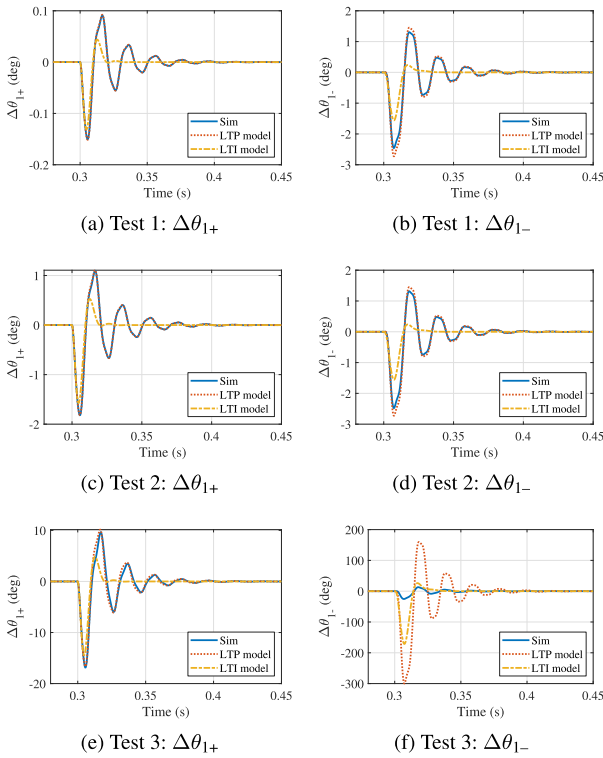 0.1
0
-0.1
-0.2
Δθ1+ (deg)
Sim
LTP model
LTI model
0.3 0.35 0.4 0.45
Time (s)
(a) Test 1: Δθ1+
2
1
0
-1
-2
-3
Δθ1- (deg)
Sim
LTP model
LTI model
0.3 0.35 0.4 0.45
Time (s)
(b) Test 1: Δθ1−
1
0
-1
-2
Δθ1+ (deg)
Sim
LTP model
LTI model
0.3 0.35 0.4 0.45
Time (s)
(c) Test 2: Δθ1+
2
1
0
-1
-2
-3
Δθ1- (deg)
Sim
LTP model
LTI model
0.3 0.35 0.4 0.45
Time (s)
(d) Test 2: Δθ1−
10
0
-10
-20
Δθ1+ (deg)
Sim
LTP model
LTI model
0.3 0.35 0.4 0.45
Time (s)
(e) Test 3: Δθ1+
200
100
0
-100
-200
-300
Δθ1- (deg)
Sim
LTP model
LTI model
0.3 0.35 0.4 0.45
Time (s)
(f) Test 3: Δθ1−